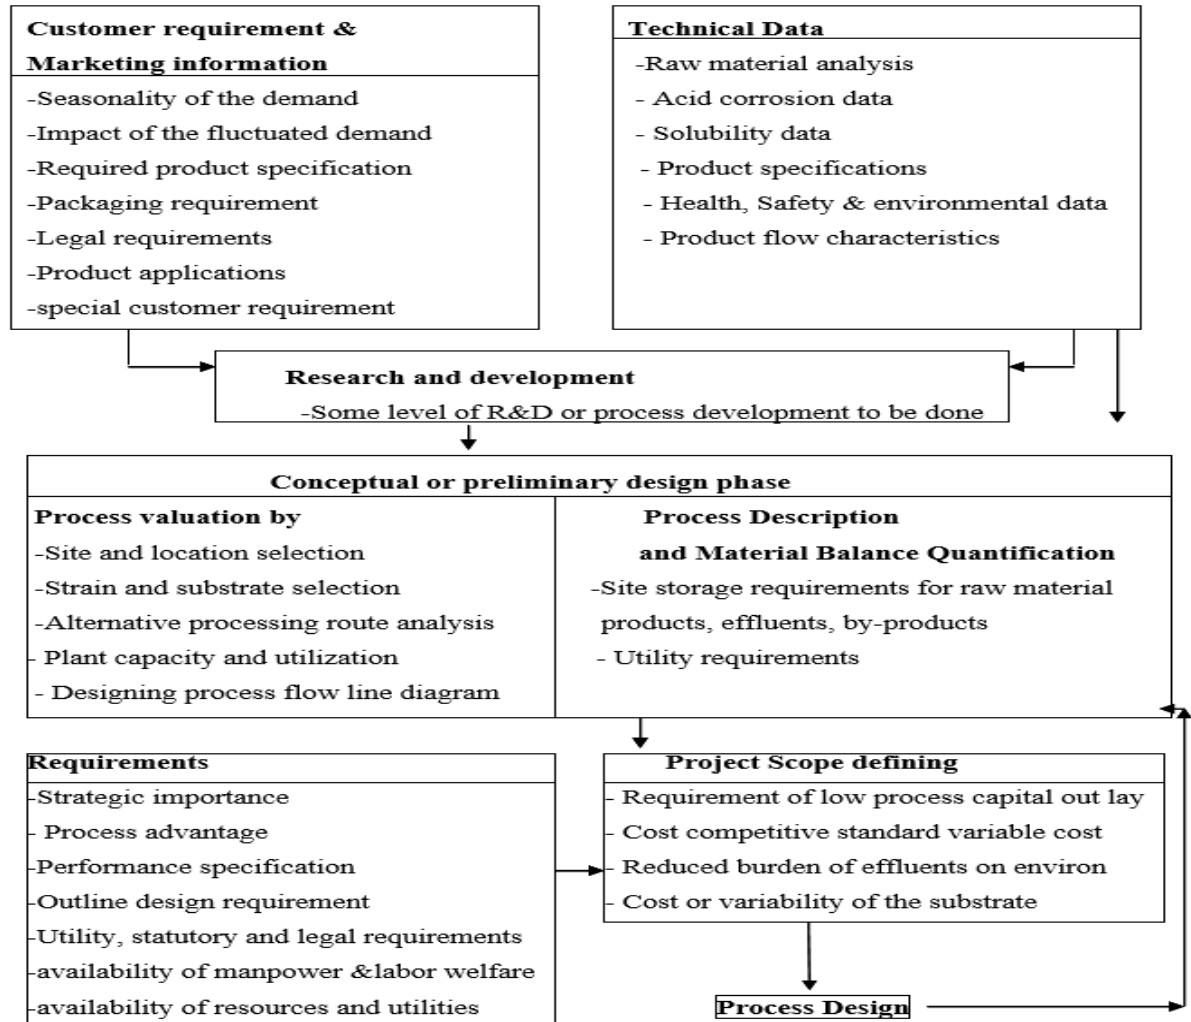 Customer requirement &
Marketing information
-Seasonality of the demand
-Impact of the fluctuated demand
-Required product specification
-Packaging requirement
-Legal requirements
-Product applications
-special customer requirement
Technical Data
-Raw material analysis
- Acid corrosion data
- Solubility data
- Product specifications
- Health, Safety & environmental data
- Product flow characteristics
Research and development
-Some level of R&D or process development to be done
Conceptual or preliminary design phase
Process valuation by
-Site and location selection
-Strain and substrate selection
-Alternative processing route analysis
- Plant capacity and utilization
- Designing process flow line diagram
Process Description
and Material Balance Quantification
-Site storage requirements for raw material
products, effluents, by-products
- Utility requirements
Requirements
-Strategic importance
- Process advantage
-Performance specification
-Outline design requirement
-Utility, statutory and legal requirements
-availability of manpower &labor welfare
-availability of resources and utilities
Project Scope defining
- Requirement of low process capital out lay
- Cost competitive standard variable cost
- Reduced burden of effluents on environ
- Cost or variability of the substrate
Process Design